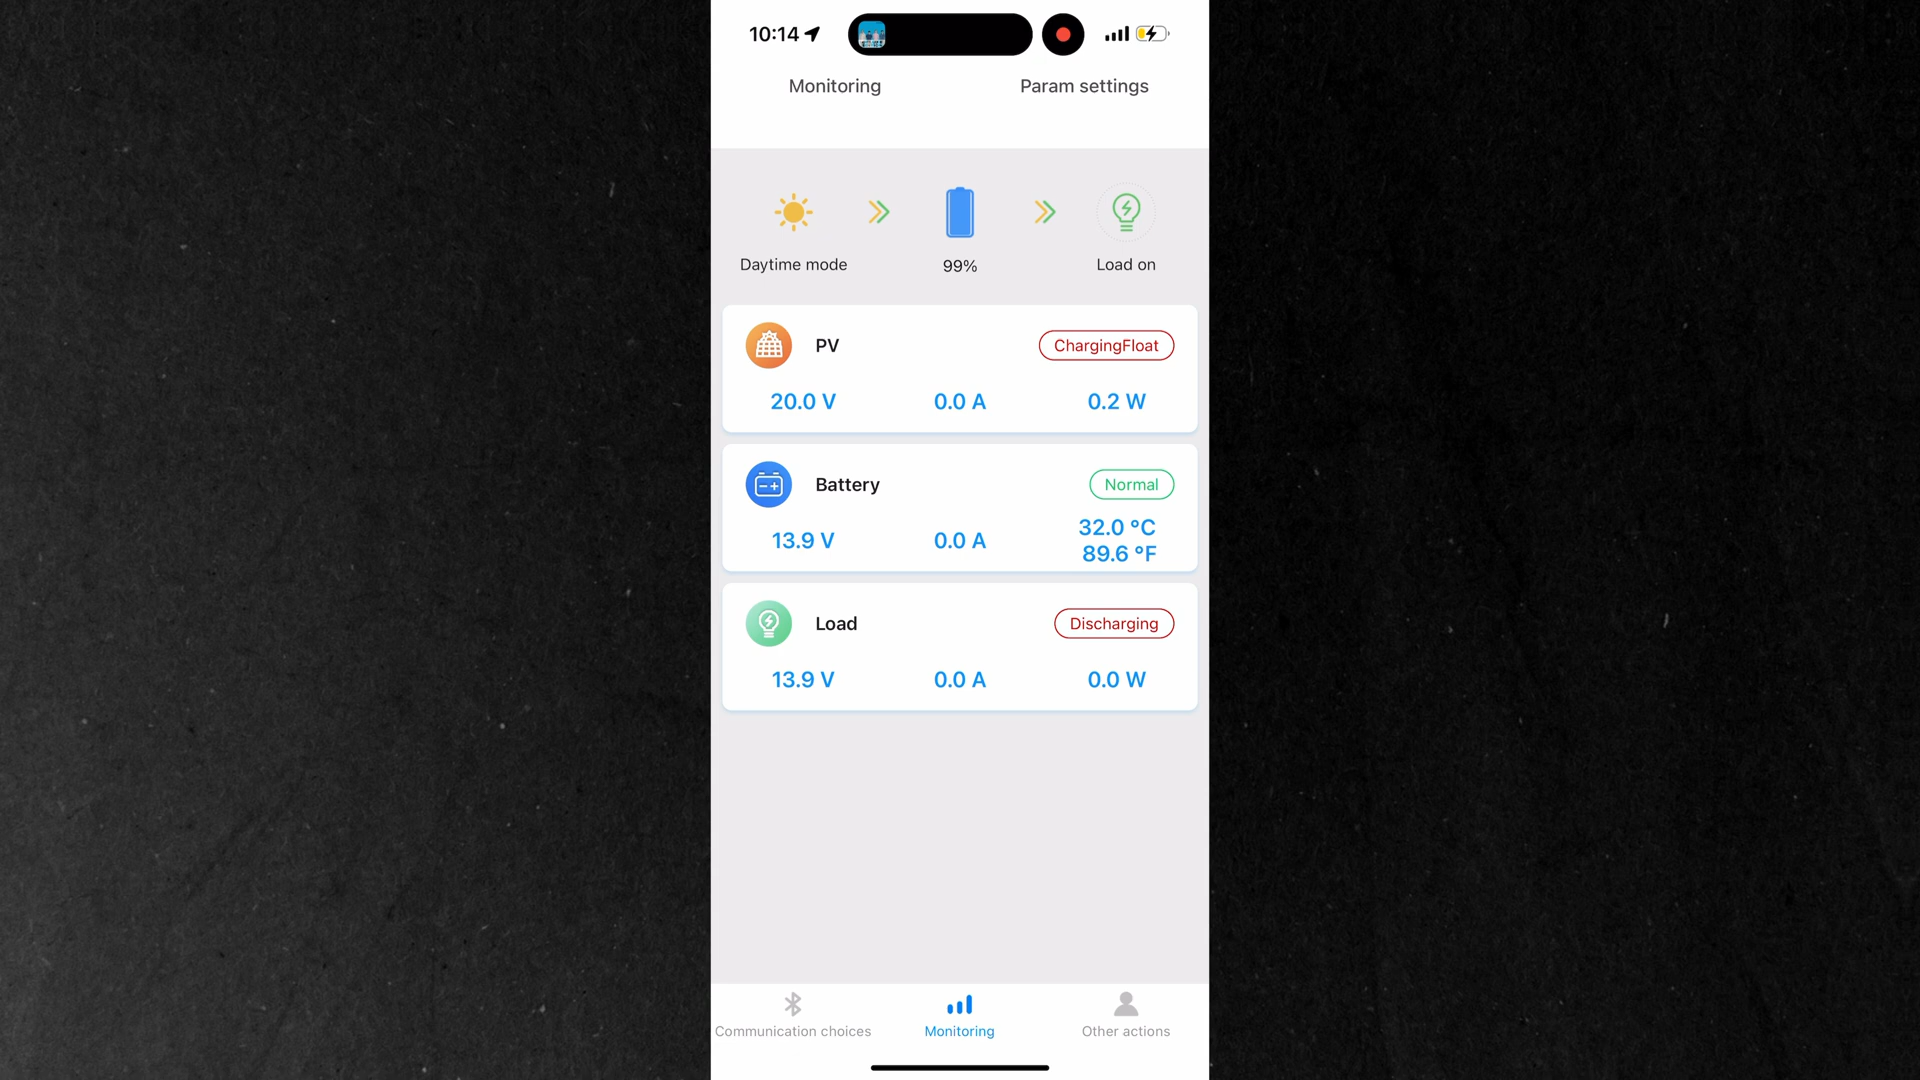 10:14
Monitoring Param settings
Daytime mode 99% Load on
PV ChargingFloat
20.0 V 0.0 A 0.2 W
Battery Normal
13.9 V 0.0 A 32.0 °C
89.6 °F
Load Discharging
13.9 V 0.0 A 0.0 W
Communication choices Monitoring Other actions